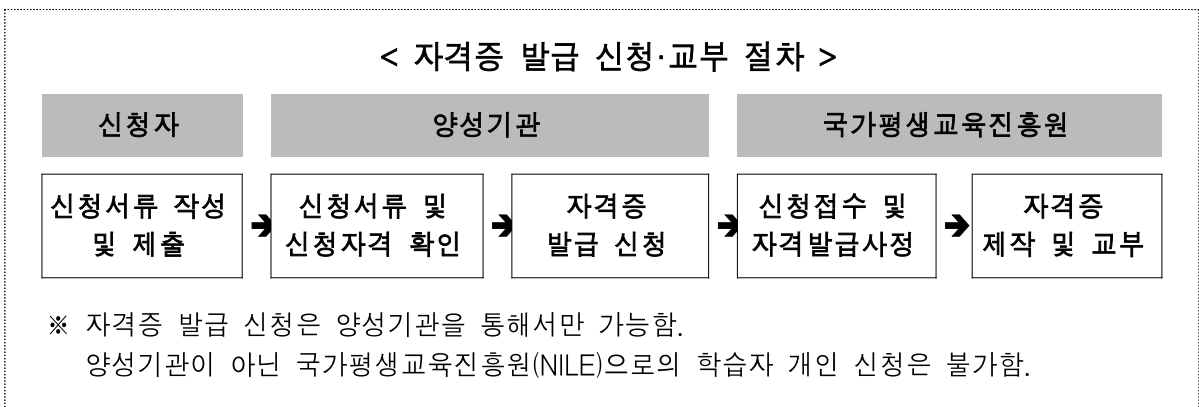 < 자격증 발급 신청·교부 절차 >
신청자
양성기관
국가평생교육진흥원
신청서류 작성
및 제출
➔
신청서류 및
신청자격 확인
➔
자격증
발급 신청
➔
신청접수 및
자격발급사정
➔
자격증
제작 및 교부
※ 자격증 발급 신청은 양성기관을 통해서만 가능함.
양성기관이 아닌 국가평생교육진흥원(NILE)으로의 학습자 개인 신청은 불가함.